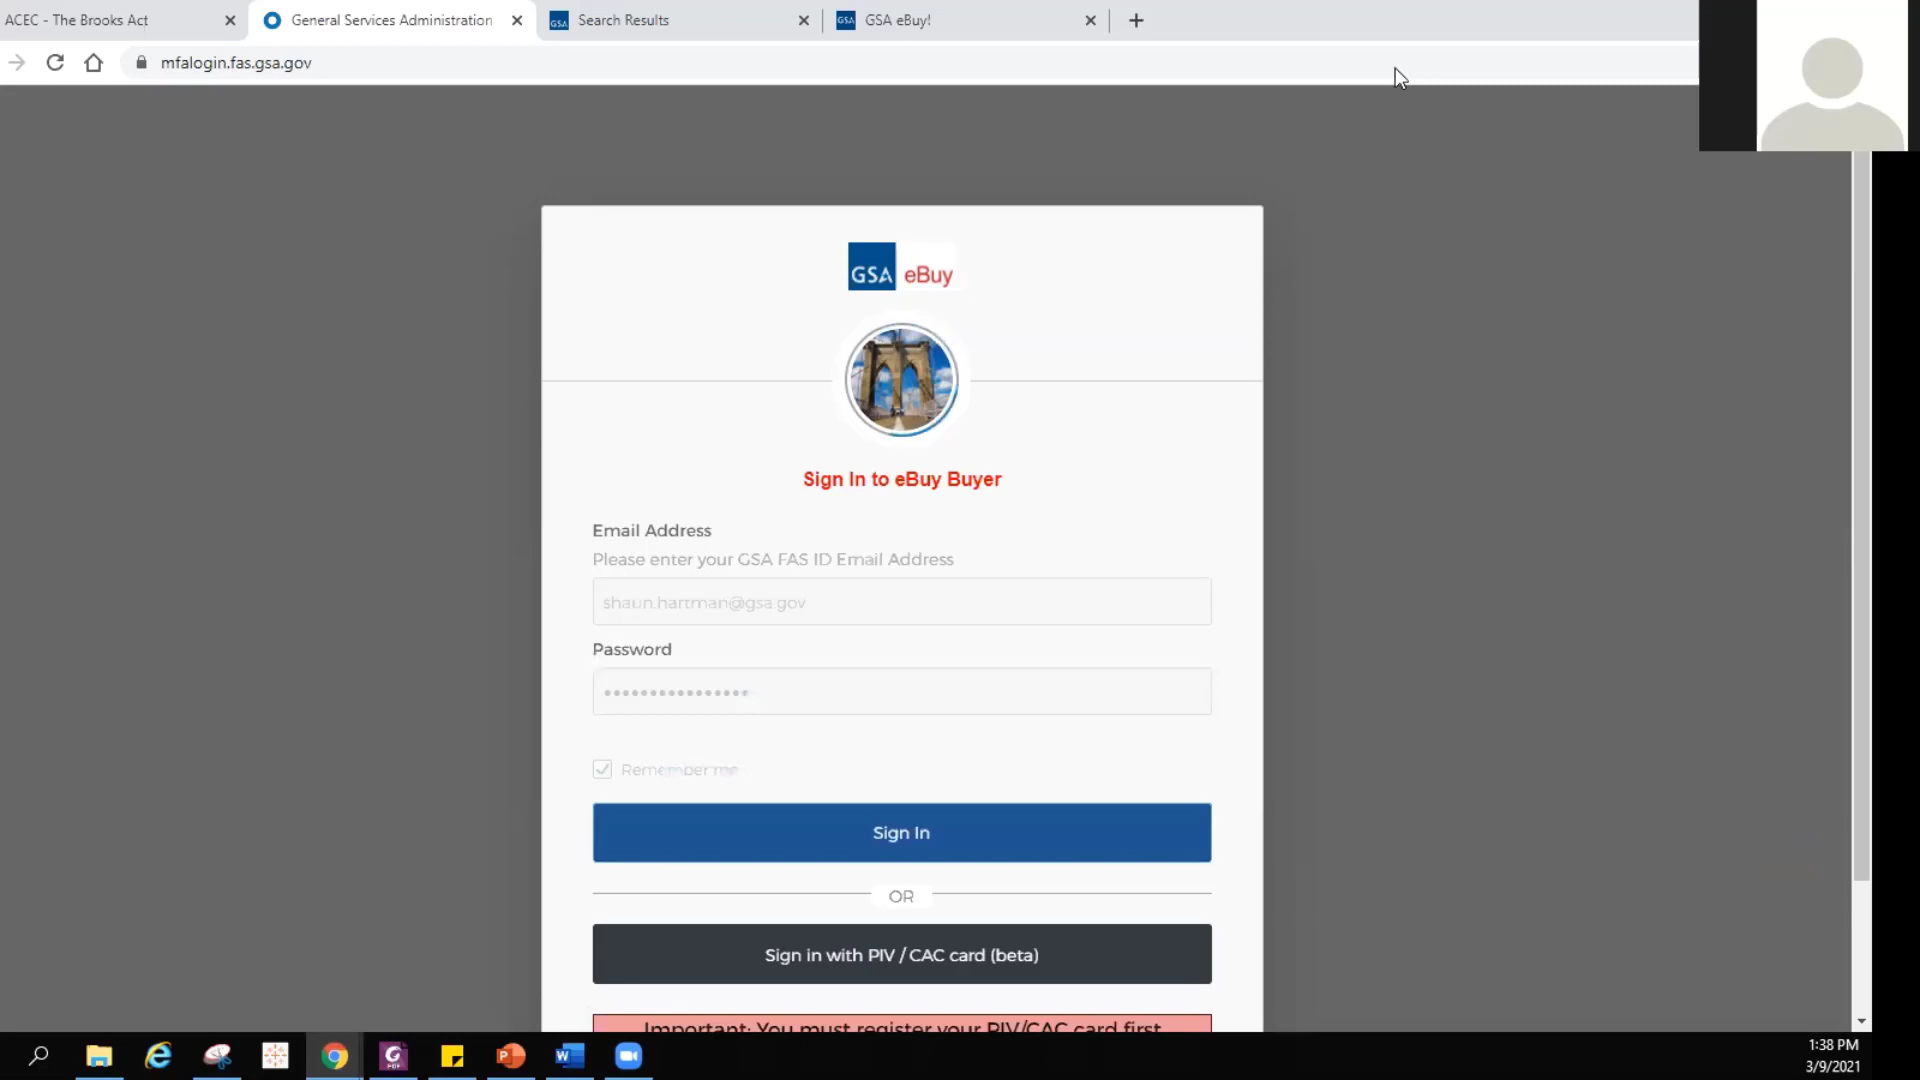 ACEC - The Brooks Act
General Services Administration
Search Results
GSA eBuy!
mfalogin.fas.gsa.gov
GSA eBuy
Sign In to eBuy Buyer
Email Address
Please enter your GSA FAS ID Email Address
shaun.hartman@gsa.gov
Password
Remember me
Sign In
OR
Sign in with PIV / CAC card (beta)
Important: You must register your PIV/CAC card first
1:38 PM
3/9/2021